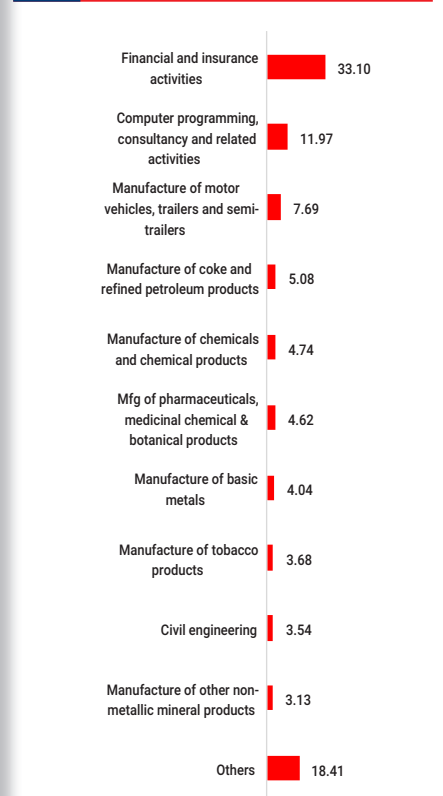 Financial and insurance
activities
33.10
Computer programming,
consultancy and related
activities
11.97
Manufacture of motor
vehicles, trailers and semi-
trailers
7.69
Manufacture of coke and
refined petroleum products
5.08
Manufacture of chemicals
and chemical products
4.74
Mfg of pharmaceuticals,
medicinal chemical &
botanical products
4.62
Manufacture of basic
metals
4.04
Manufacture of tobacco
products
3.68
Civil engineering
3.54
Manufacture of other non-
metallic mineral products
3.13
Others
18.41